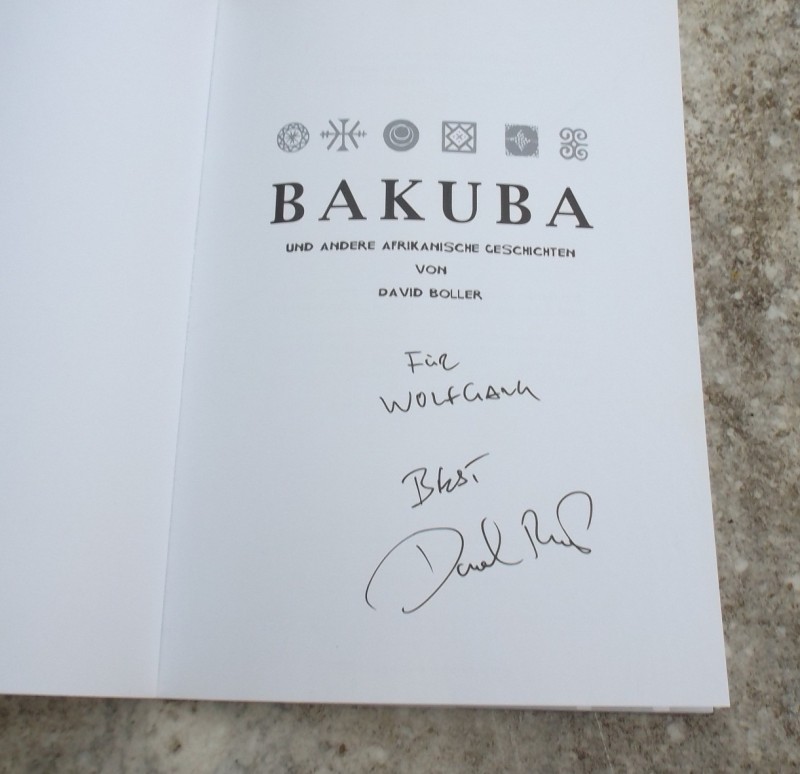 BAKUBA
UND ANDERE AFRIKANISCHE GESCHICHTEN
VON
DAVID BOLLER
FÜR
WOLFGANG
BEST